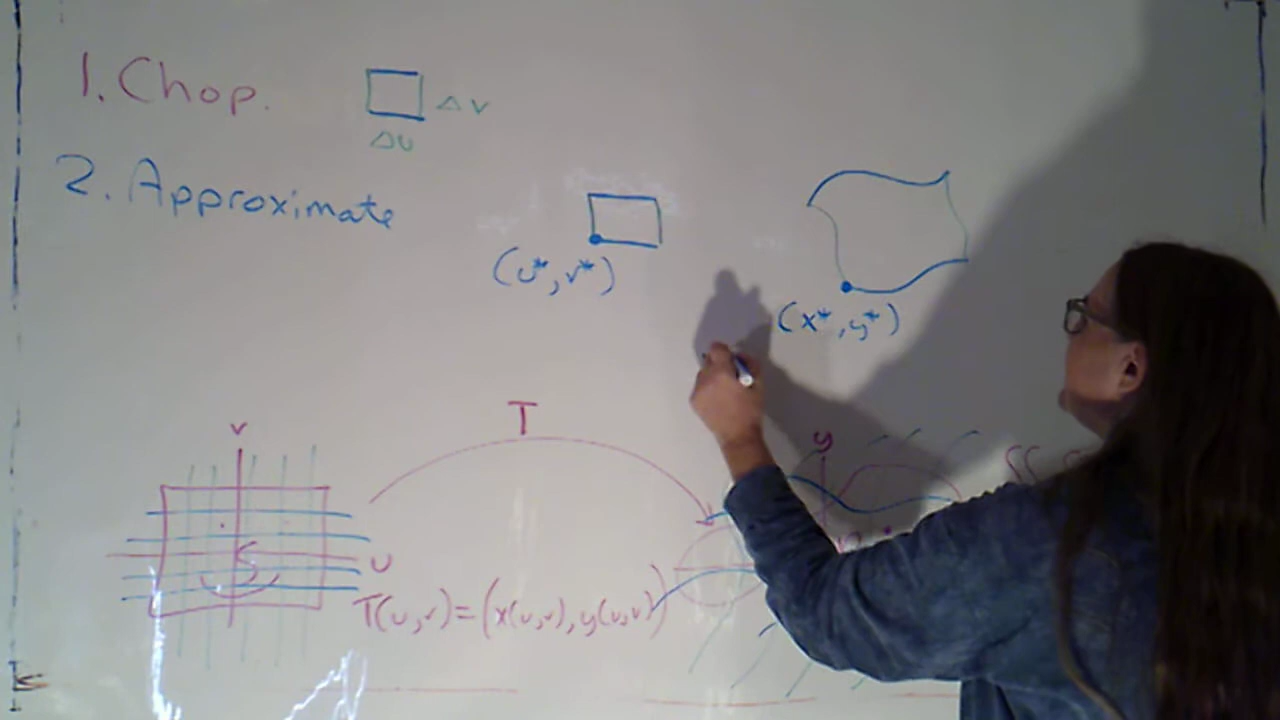 1. Chop.
Δv
Δu
2. Approximate
(u*, v*)
(x*, y*)
T
v
y
S
u
T(u,v) = (x(u,v), y(u,v))